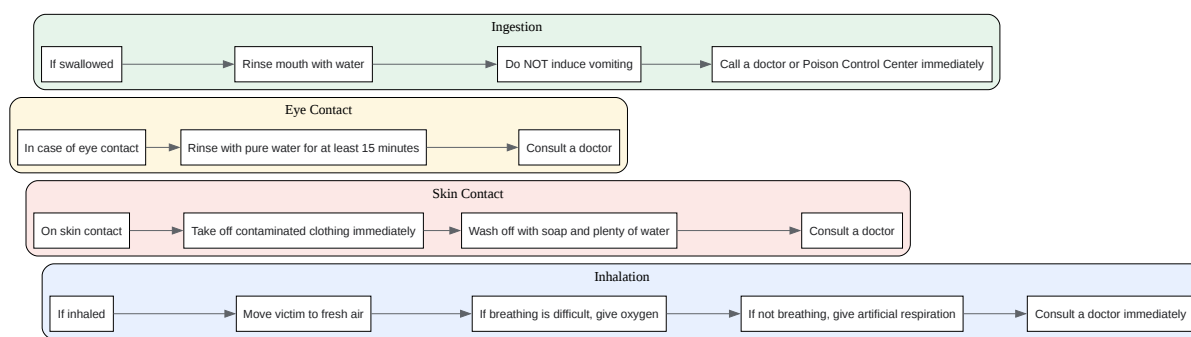 Ingestion
If swallowed
Rinse mouth with water
Do NOT induce vomiting
Call a doctor or Poison Control Center immediately
Eye Contact
In case of eye contact
Rinse with pure water for at least 15 minutes
Consult a doctor
Skin Contact
On skin contact
Take off contaminated clothing immediately
Wash off with soap and plenty of water
Consult a doctor
Inhalation
If inhaled
Move victim to fresh air
If breathing is difficult, give oxygen
If not breathing, give artificial respiration
Consult a doctor immediately